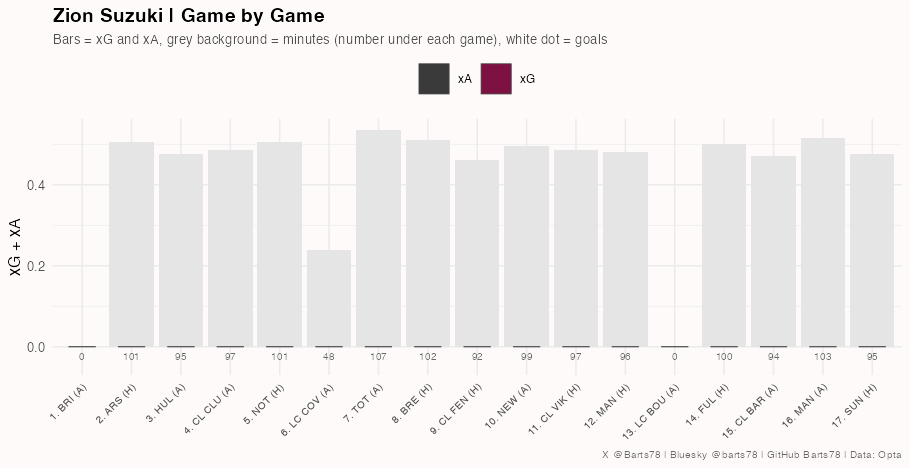 Zion Suzuki | Game by Game
Bars = xG and xA, grey background = minutes (number under each game), white dot = goals
xA xG
xG + xA
0.4
0.2
0.0
0 101 95 97 101 48 107 102 92 99 97 96 0 100 94 103 95
1. BRI (A)
2. ARS (H)
3. HUL (A)
4. CL CLU (A)
5. NOT (H)
6. LC COV (A)
7. TOT (A)
8. BRE (H)
9. CL FEN (H)
10. NEW (A)
11. CL VIK (H)
12. MAN (H)
13. LC BOU (A)
14. FUL (H)
15. CL BAR (A)
16. MAN (A)
17. SUN (H)
X @Barts78 | Bluesky @barts78 | GitHub Barts78 | Data: Opta